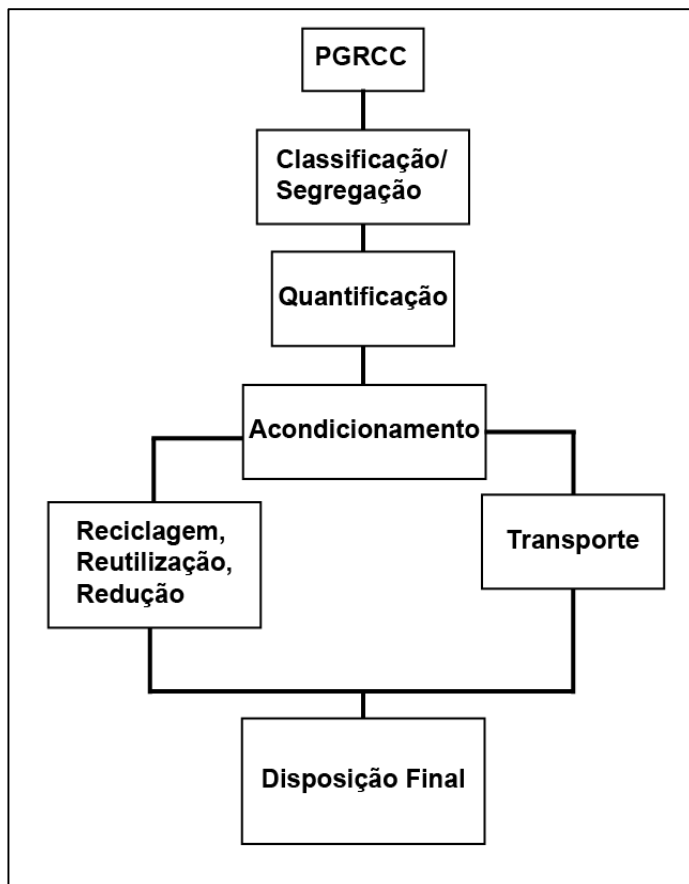 PGRCC
Classificação/
Segregação
Quantificação
Acondicionamento
Reciclagem,
Reutilização,
Redução
Transporte
Disposição Final